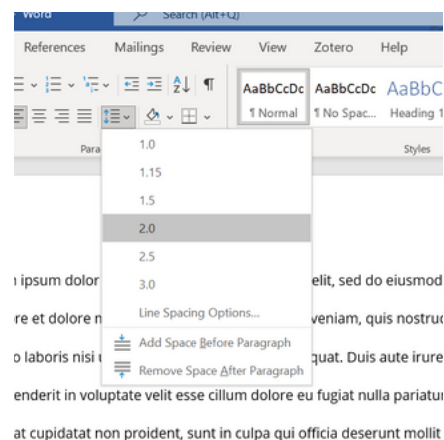 Word Search (Alt+Q)
References Mailings Review View Zotero Help
AaBbCcDc AaBbCcDc AaBbC
¶ Normal ¶ No Spac... Heading 1
Para Styles
1.0
1.15
1.5
2.0
2.5
3.0
Line Spacing Options...
Add Space Before Paragraph
Remove Space After Paragraph
ipsum dolor elit, sed do eiusmod
re et dolore veniam, quis nostru
o laboris nisi quat. Duis aute irure
enderit in voluptate velit esse cillum dolore eu fugiat nulla pariatur
at cupidatat non proident, sunt in culpa qui officia deserunt mollit